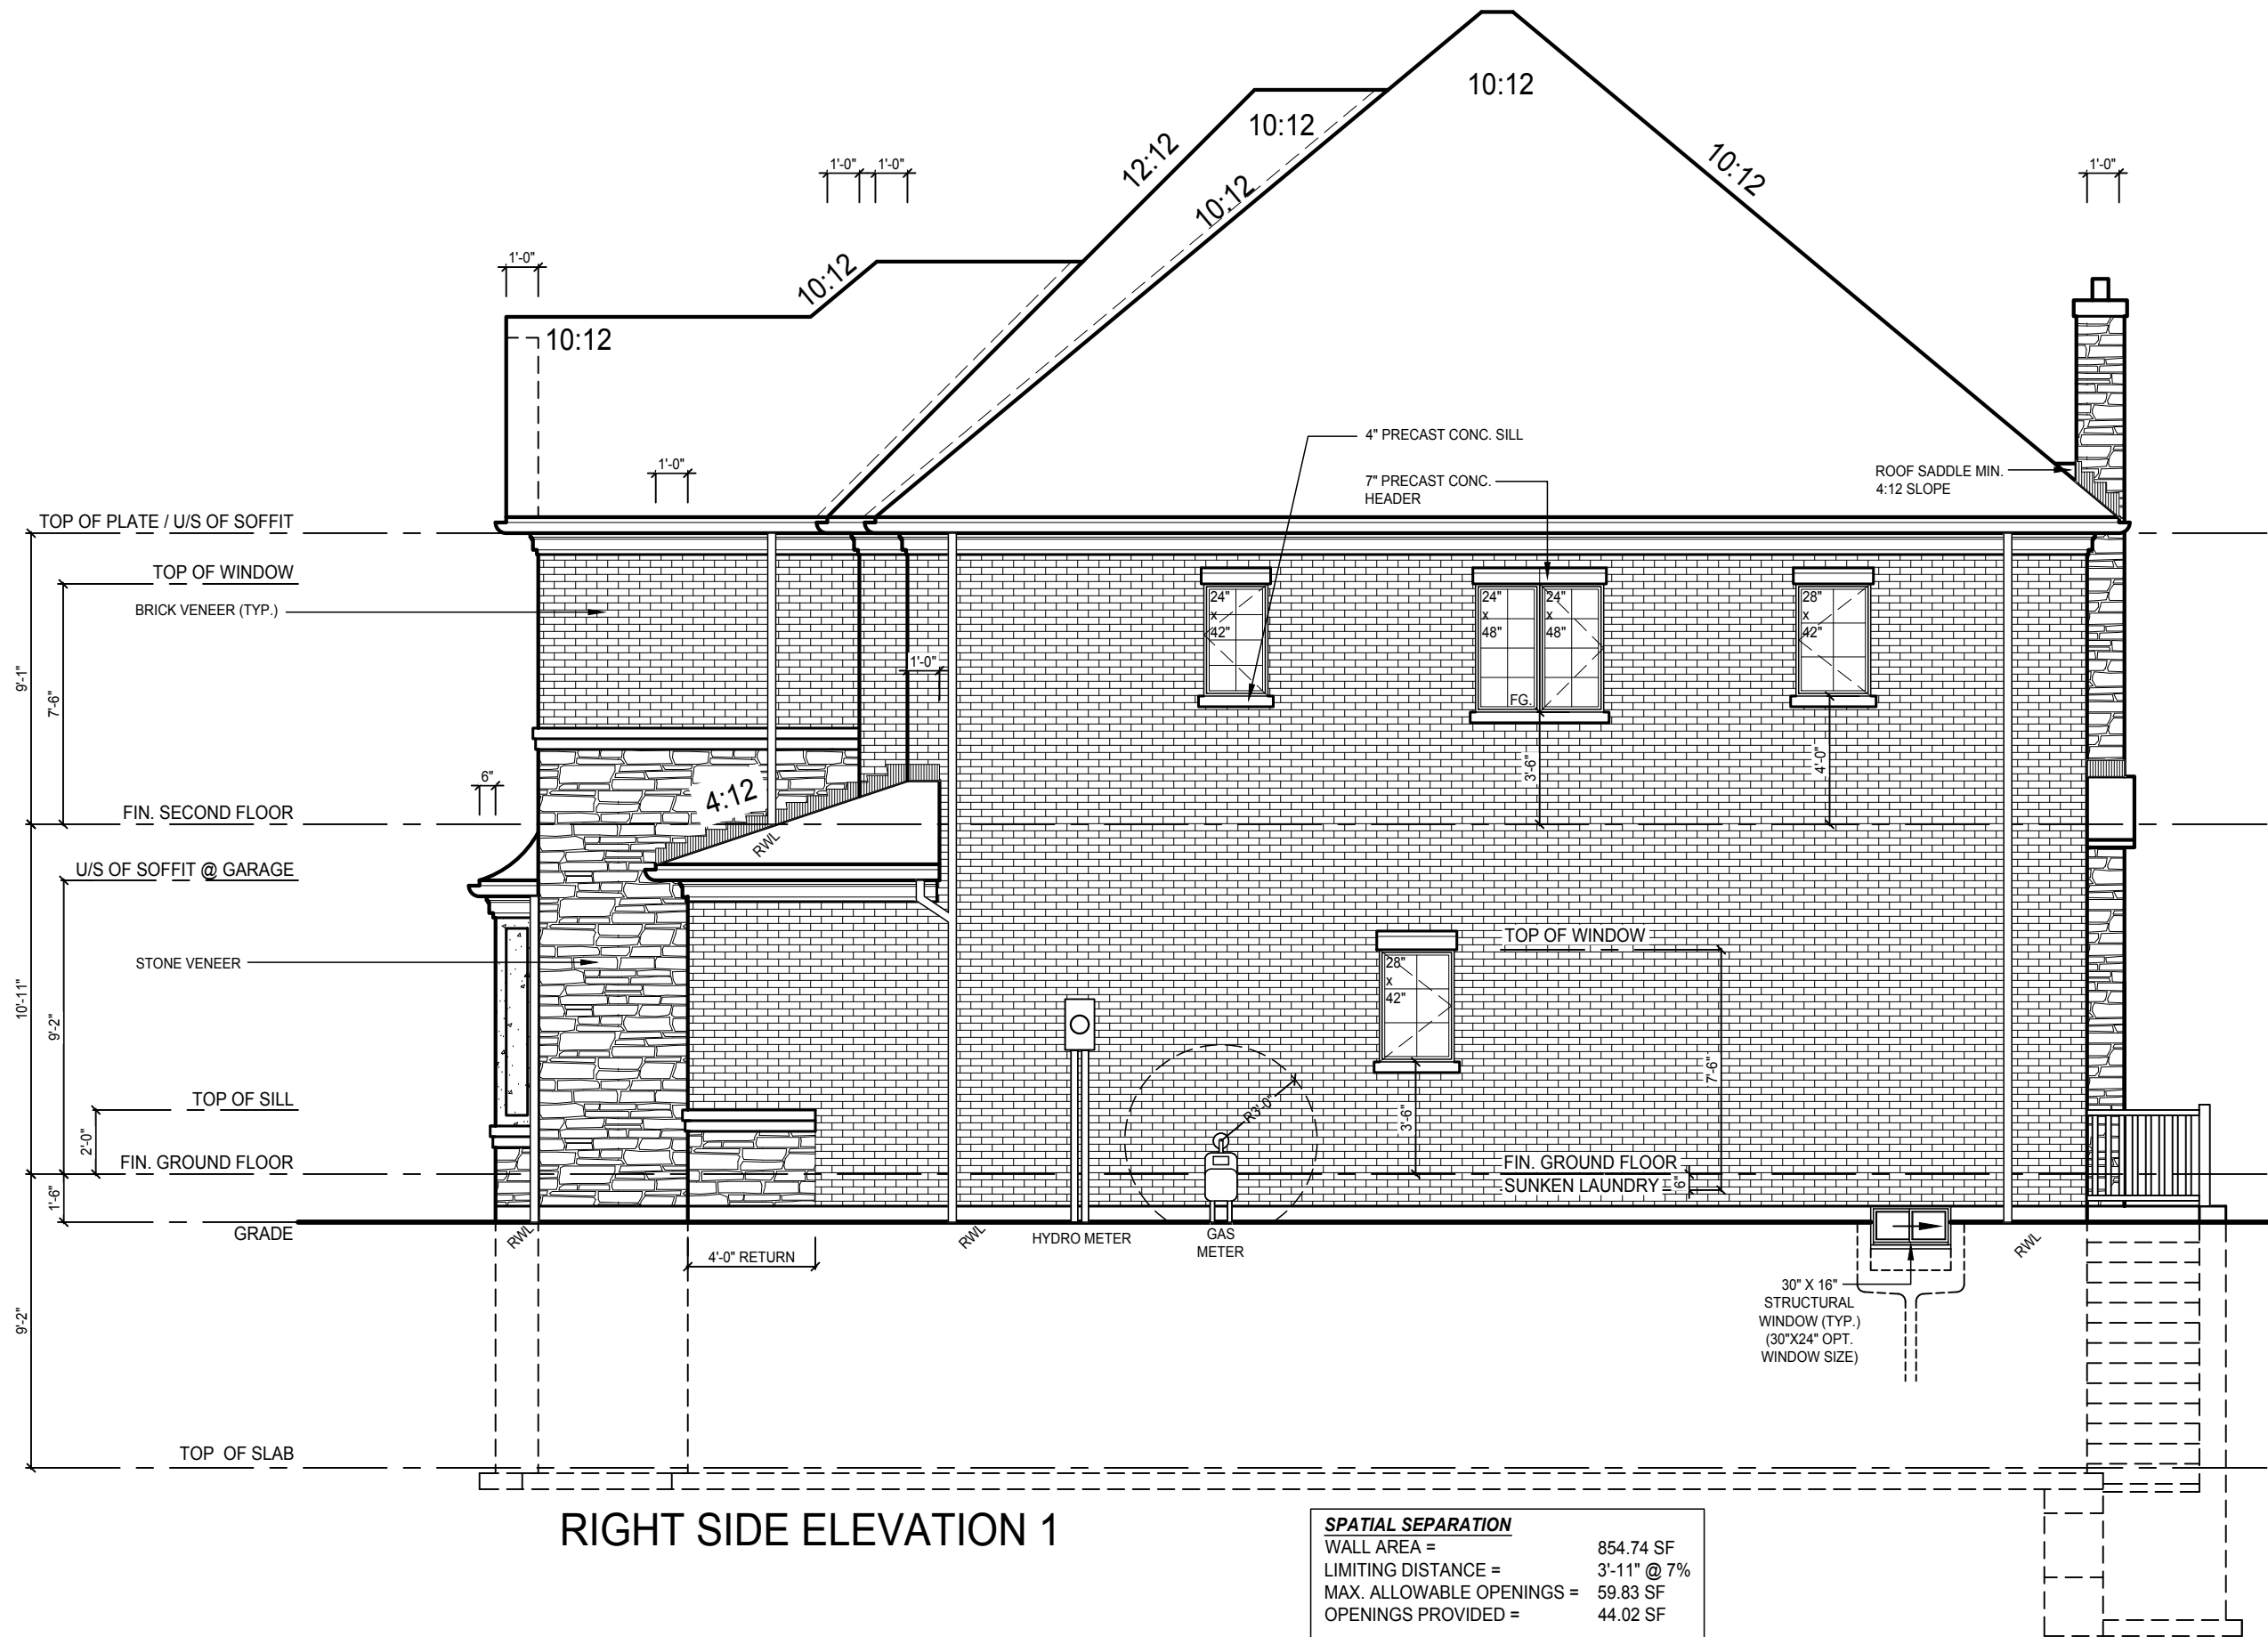 10:12
10:12
12:12
10:12
10:12
1'-0"
1'-0"
1'-0"
1'-0"
10:12
10:12
1'-0"
4" PRECAST CONC. SILL
7" PRECAST CONC.
HEADER
ROOF SADDLE MIN.
4:12 SLOPE
TOP OF PLATE / U/S OF SOFFIT
TOP OF WINDOW
BRICK VENEER (TYP.)
24"
x
42"
24"
x
48"
24"
x
48"
FG.
28"
x
42"
1'-0"
9'-1"
7'-6"
3'-6"
4'-0"
6"
4:12
FIN. SECOND FLOOR
RWL
U/S OF SOFFIT @ GARAGE
STONE VENEER
TOP OF WINDOW
28"
x
42"
10'-11"
9'-2"
7'-6"
3'-6"
R3'-0"
TOP OF SILL
2'-0"
FIN. GROUND FLOOR
FIN. GROUND FLOOR
SUNKEN LAUNDRY
6"
1'-6"
GRADE
RWL
4'-0" RETURN
RWL
HYDRO METER
GAS
METER
RWL
30" X 16"
STRUCTURAL
WINDOW (TYP.)
(30"X24" OPT.
WINDOW SIZE)
9'-2"
TOP OF SLAB
RIGHT SIDE ELEVATION 1
SPATIAL SEPARATION
WALL AREA = 854.74 SF
LIMITING DISTANCE = 3'-11" @ 7%
MAX. ALLOWABLE OPENINGS = 59.83 SF
OPENINGS PROVIDED = 44.02 SF